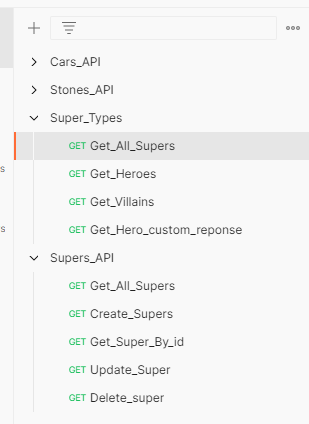 Cars_API
Stones_API
Super_Types
GET Get_All_Supers
GET Get_Heroes
s
GET Get_Villains
GET Get_Hero_custom_reponse
s
Supers_API
GET Get_All_Supers
GET Create_Supers
GET Get_Super_By_id
GET Update_Super
GET Delete_super